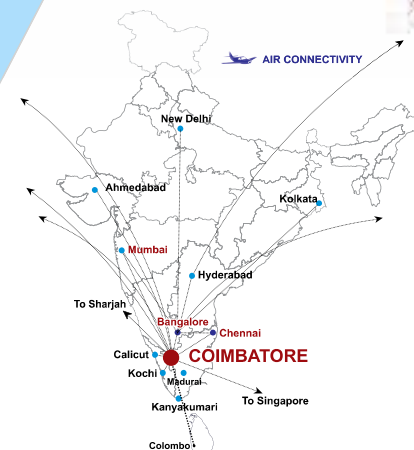 AIR CONNECTIVITY
New Delhi
Ahmedabad
Kolkata
Mumbai
Hyderabad
To Sharjah
Bangalore
Chennai
Calicut
COIMBATORE
Kochi
Madurai
To Singapore
Kanyakumari
Colombo